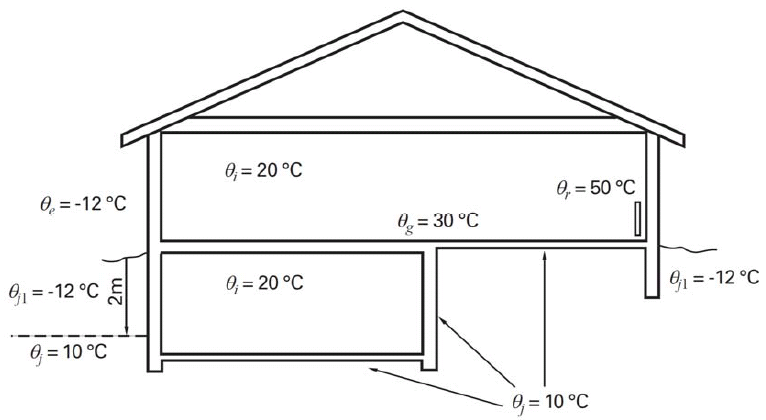 θᵢ = 20 °C
θᵣ = 50 °C
θₑ = -12 °C
θg = 30 °C
θⱼ₁ = -12 °C
2m
θᵢ = 20 °C
θⱼ₁ = -12 °C
θⱼ = 10 °C
θⱼ = 10 °C